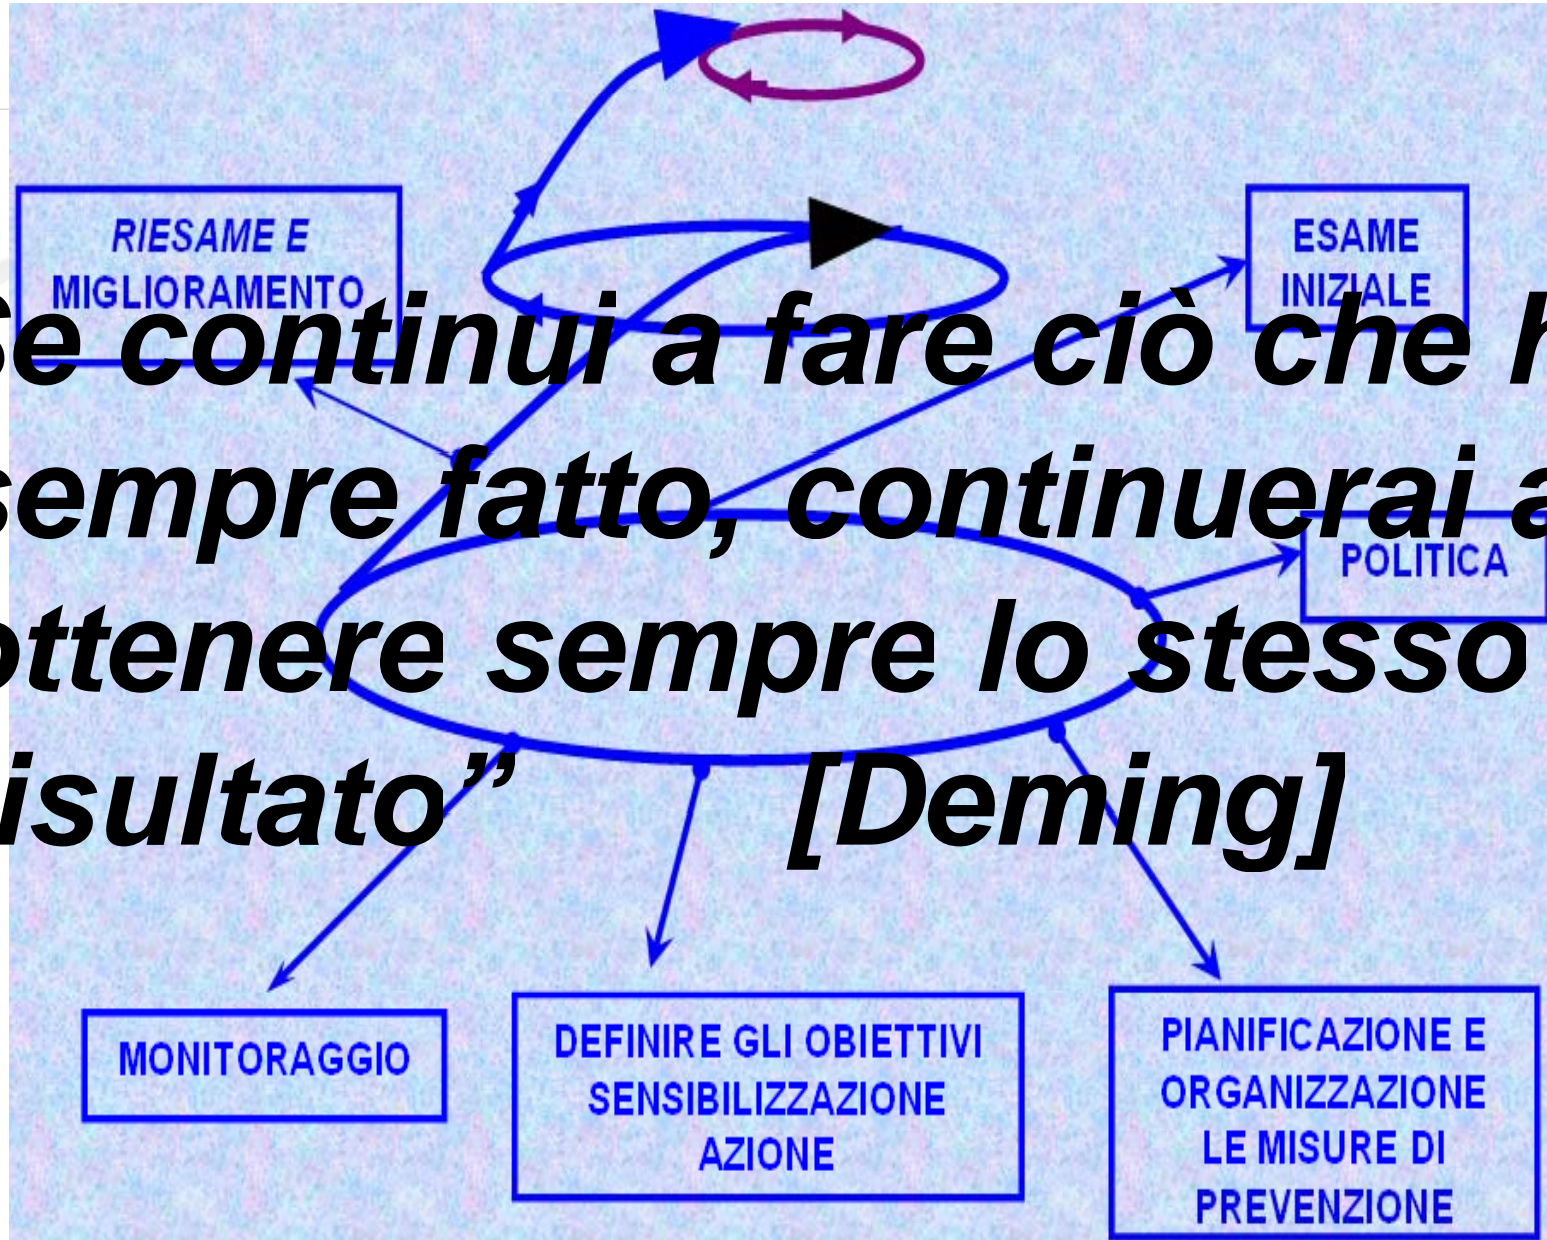 RIESAME E
MIGLIORAMENTO
ESAME
INIZIALE
Se continui a fare ciò che h
sempre fatto, continuerai a
POLITICA
ottenere sempre lo stesso
isultato” [Deming]
MONITORAGGIO
DEFINIRE GLI OBIETTIVI
SENSIBILIZZAZIONE
AZIONE
PIANIFICAZIONE E
ORGANIZZAZIONE
LE MISURE DI
PREVENZIONE